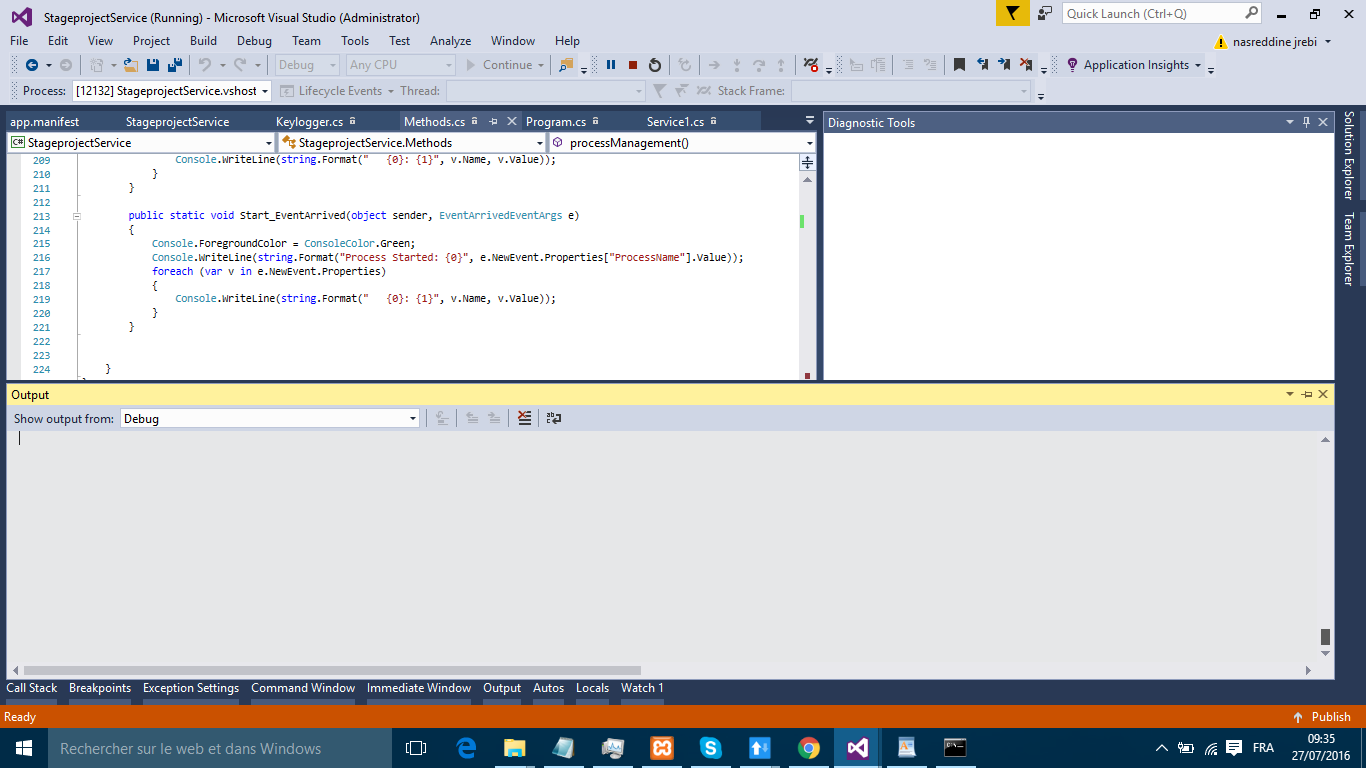 StageprojectService (Running) - Microsoft Visual Studio (Administrator)
Quick Launch (Ctrl+Q)
File Edit View Project Build Debug Team Tools Test Analyze Window Help
nasreddine jrebi
Debug Any CPU Continue Application Insights
Process: [12132] StageprojectService.vshost Lifecycle Events Thread: Stack Frame:
app.manifest StageprojectService Keylogger.cs Methods.cs Program.cs Service1.cs
Diagnostic Tools
C# StageprojectService StageprojectService.Methods processManagement()
209 Console.WriteLine(string.Format("   {0}: {1}", v.Name, v.Value));
210 }
211 }
212
213 public static void Start_EventArrived(object sender, EventArrivedEventArgs e)
214 {
215 Console.ForegroundColor = ConsoleColor.Green;
216 Console.WriteLine(string.Format("Process Started: {0}", e.NewEvent.Properties["ProcessName"].Value));
217 foreach (var v in e.NewEvent.Properties)
218 {
219 Console.WriteLine(string.Format("   {0}: {1}", v.Name, v.Value));
220 }
221 }
222
223
224 }
Solution Explorer
Team Explorer
Output
Show output from: Debug
Call Stack Breakpoints Exception Settings Command Window Immediate Window Output Autos Locals Watch 1
Ready
Publish
Rechercher sur le web et dans Windows
FRA
09:35
27/07/2016